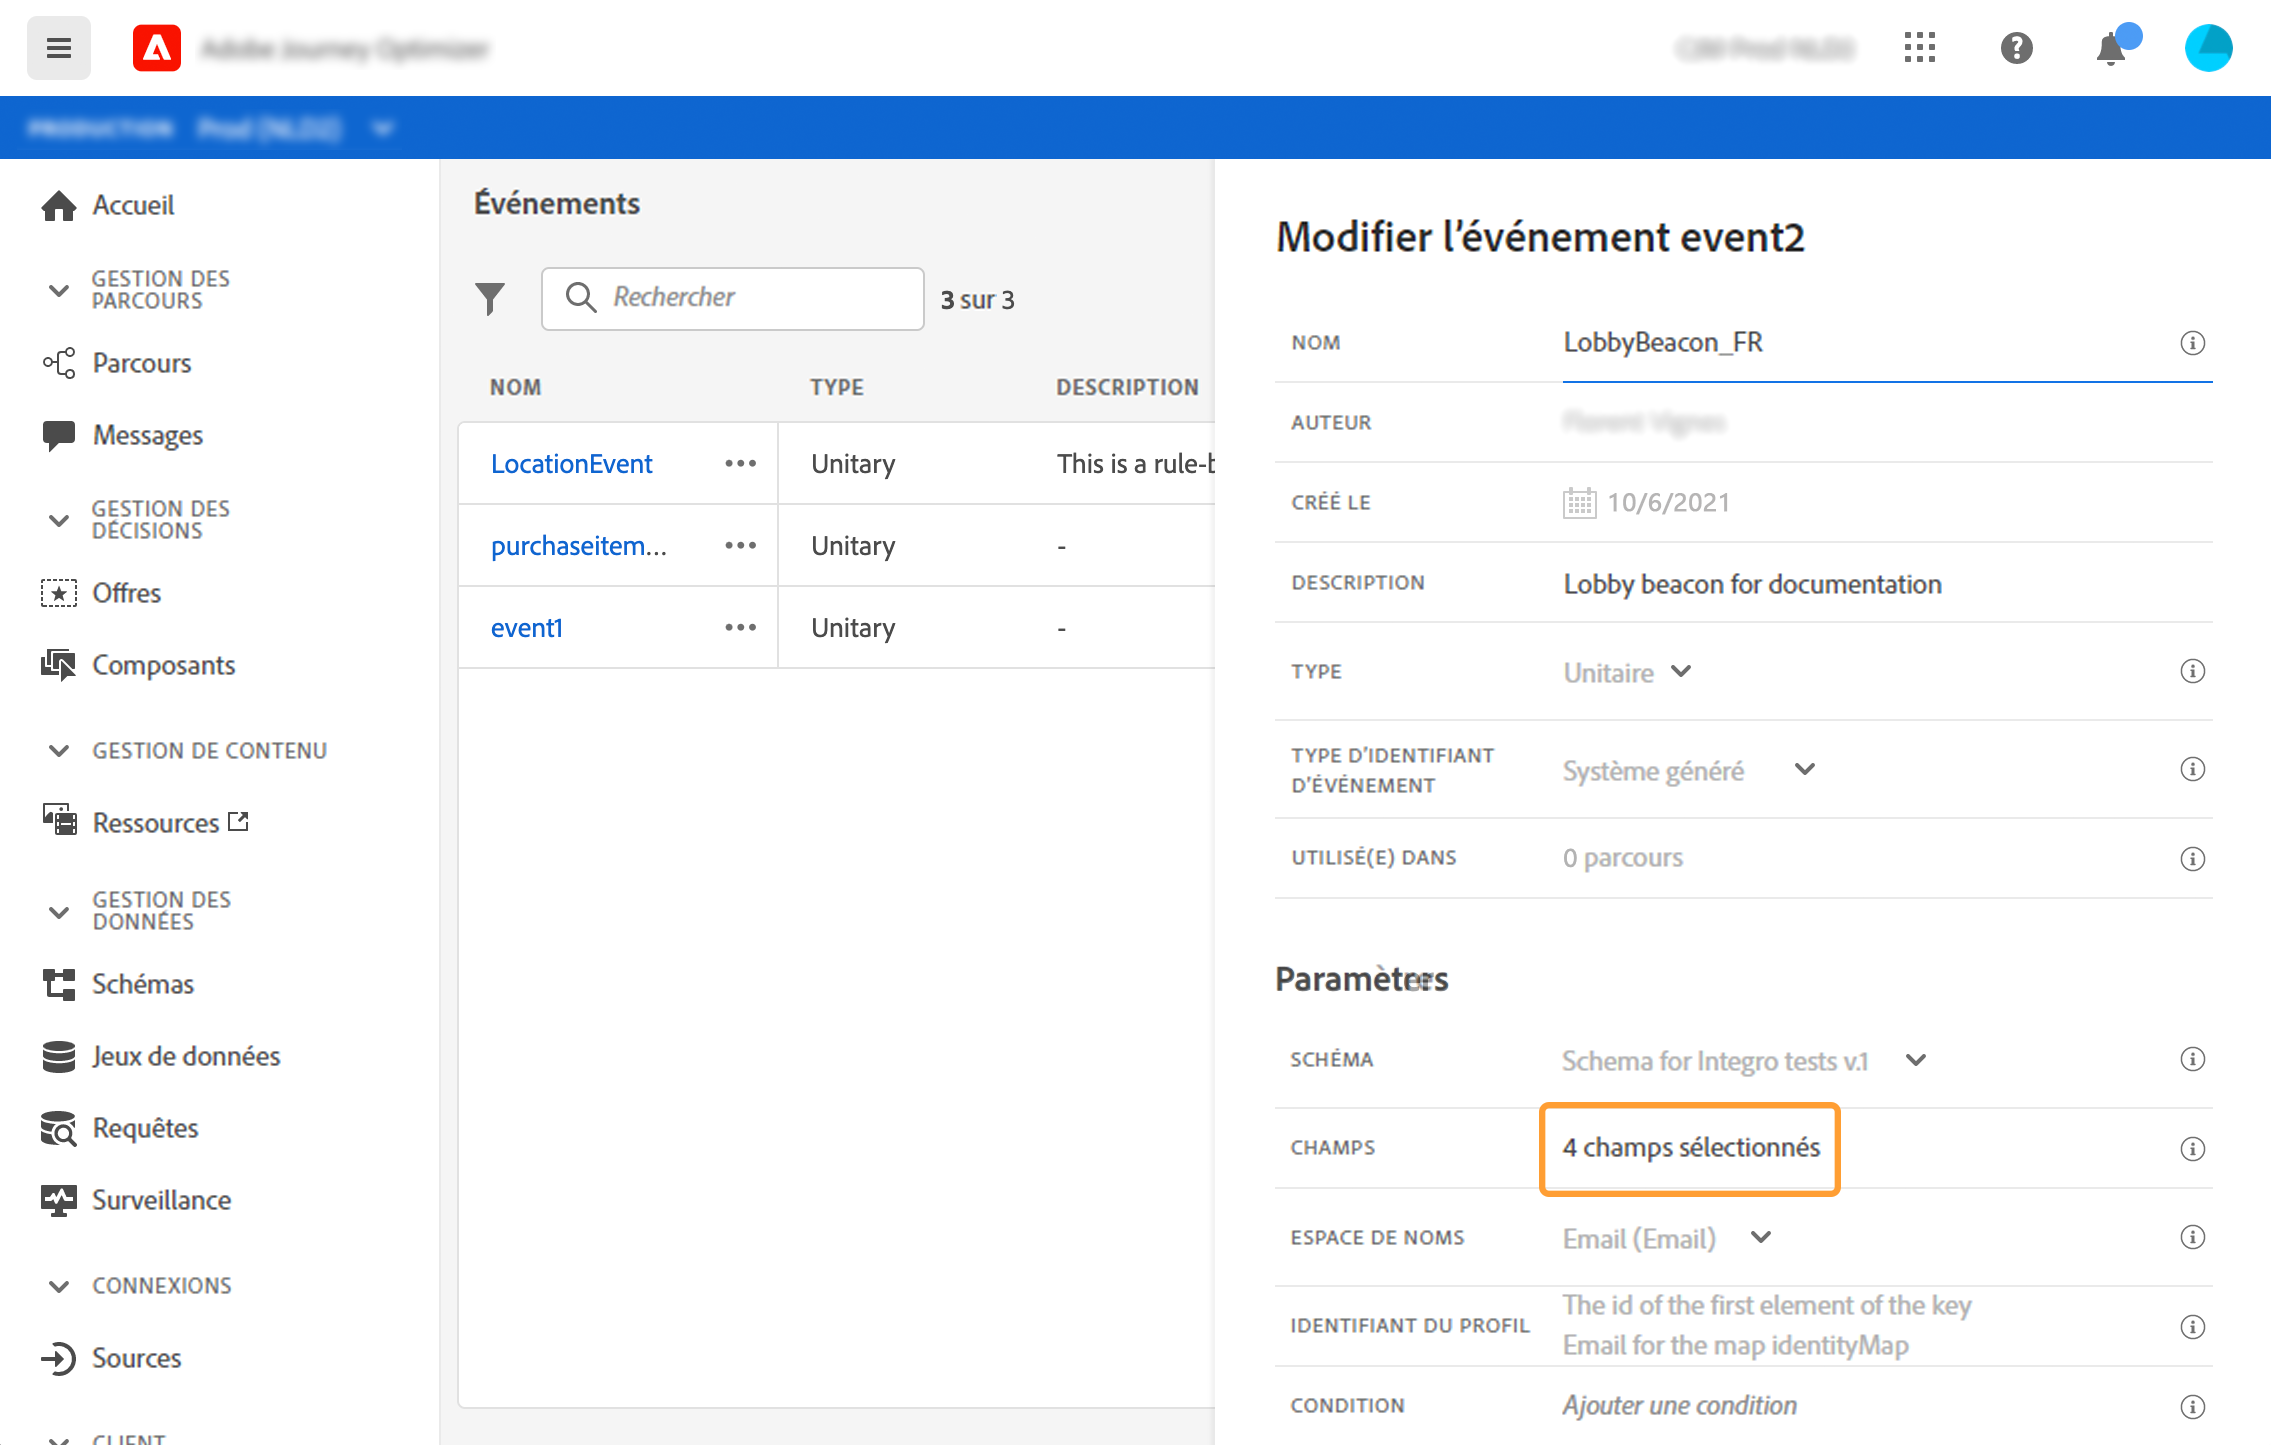 Accueil
GESTION DES
PARCOURS
Parcours
Messages
GESTION DES
DÉCISIONS
Offres
Composants
GESTION DE CONTENU
Ressources
GESTION DES
DONNÉES
Schémas
Jeux de données
Requêtes
Surveillance
CONNEXIONS
Sources
CLIENT
Événements
Rechercher
3 sur 3
NOM TYPE DESCRIPTION
LocationEvent Unitary This is a rule-b
purchaseitem... Unitary -
event1 Unitary -
Modifier l'événement event2
NOM LobbyBeacon_FR
AUTEUR
CRÉÉ LE 10/6/2021
DESCRIPTION Lobby beacon for documentation
TYPE Unitaire
TYPE D'IDENTIFIANT
D'ÉVÉNEMENT
Système généré
UTILISÉ(E) DANS 0 parcours
Paramètres
SCHÉMA Schema for Integro tests v.1
CHAMPS 4 champs sélectionnés
ESPACE DE NOMS Email (Email)
IDENTIFIANT DU PROFIL
The id of the first element of the key
Email for the map identityMap
CONDITION Ajouter une condition